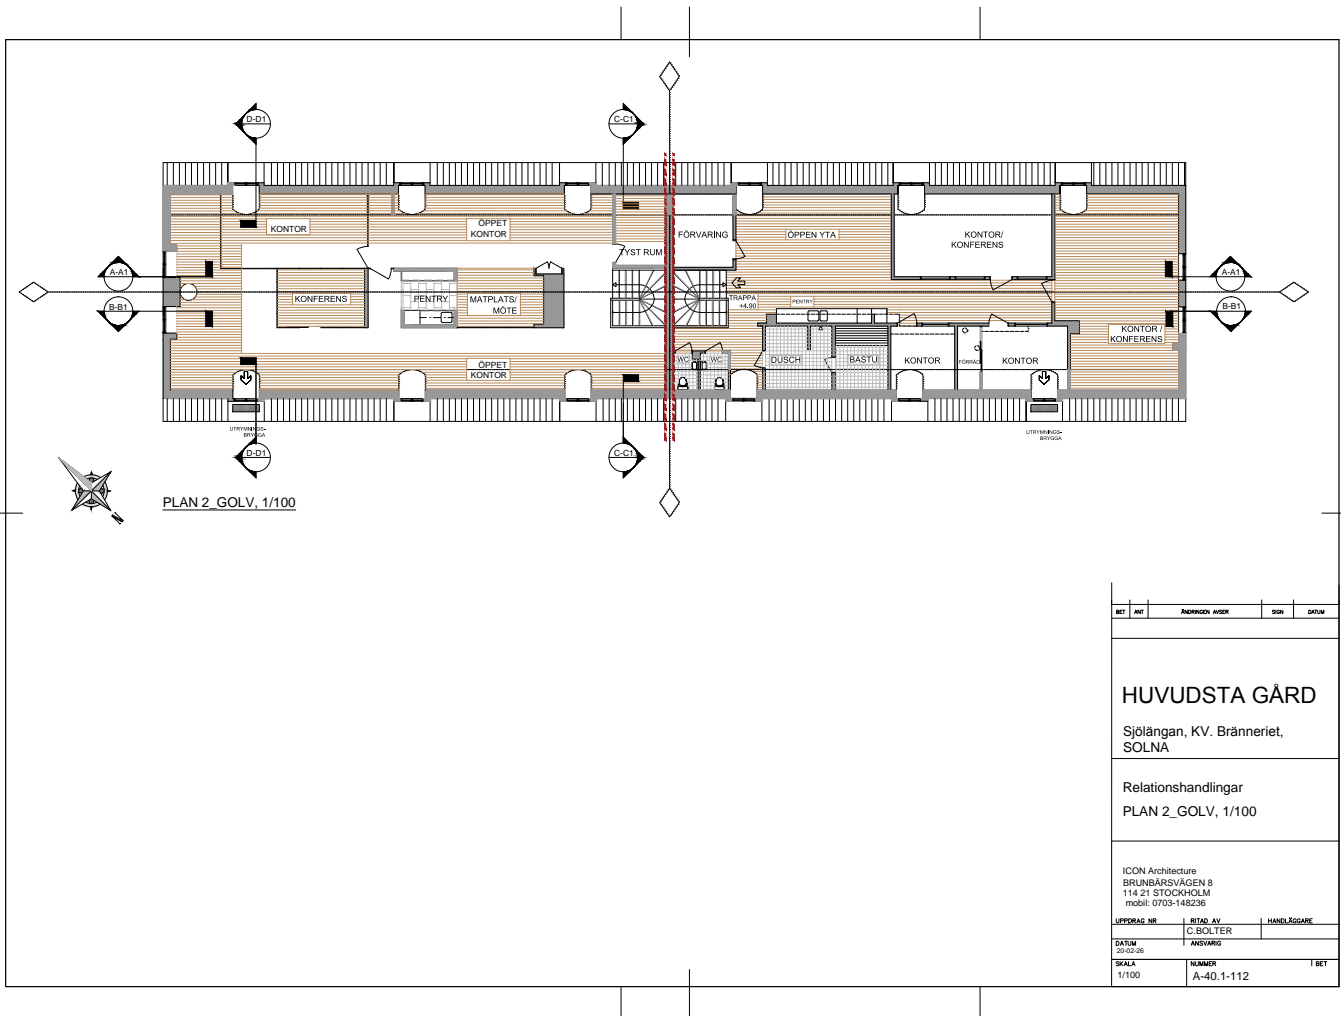 D-D1
C-C1
KONTOR
ÖPPET
KONTOR
TYST RUM
FÖRVARING
ÖPPEN YTA
KONTOR/
KONFERENS
A-A1
B-B1
A-A1
B-B1
KONFERENS
PENTRY
MATPLATS/
MÖTE
TRAPPA
+4.90
PENTRY
KONTOR /
KONFERENS
ÖPPET
KONTOR
WC
WC
DUSCH
BASTU
KONTOR
FÖRRÅD
KONTOR
UTRYMNINGS-
BRYGGA
UTRYMNINGS-
BRYGGA
D-D1
C-C1
N
PLAN 2_GOLV, 1/100
BET ANT ÄNDRINGEN AVSER SIGN DATUM
HUVUDSTA GÅRD
Sjölängan, KV. Bränneriet,
SOLNA
Relationshandlingar
PLAN 2_GOLV, 1/100
ICON Architecture
BRUNBÄRSVÄGEN 8
114 21 STOCKHOLM
mobil: 0703-148236
UPPDRAG NR RITAD AV HANDLÄGGARE
C.BOLTER
DATUM ANSVARIG
20-02-26
SKALA NUMMER BET
1/100 A-40.1-112